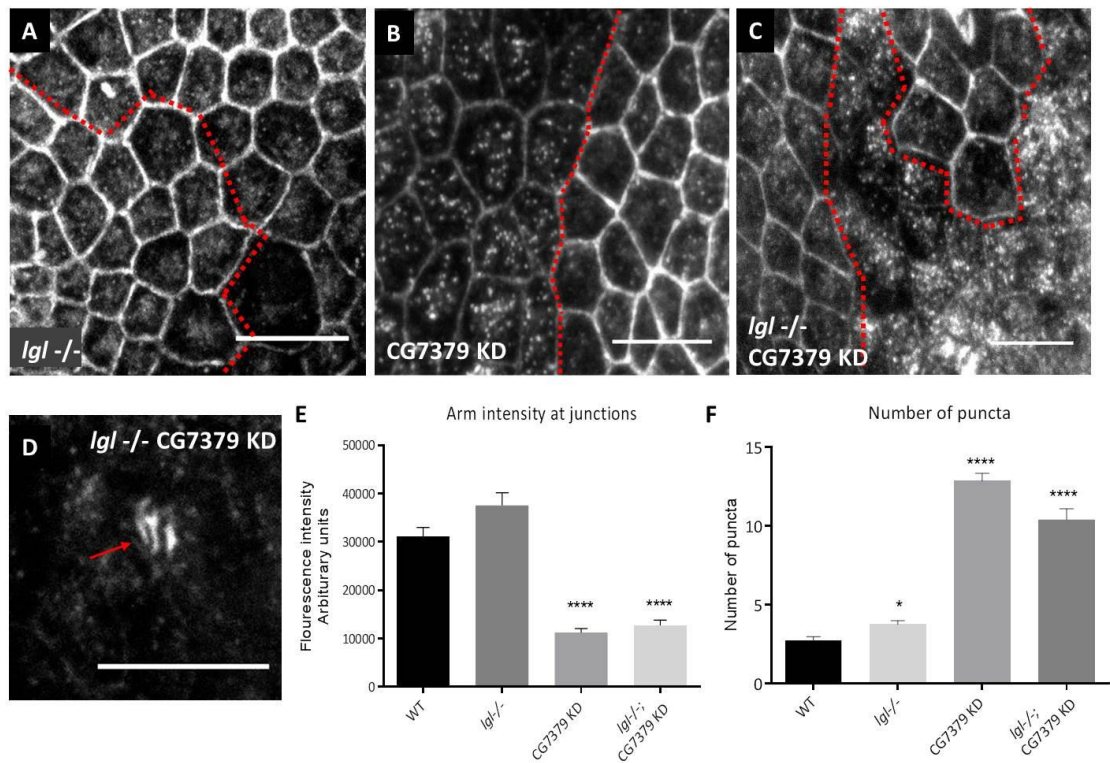 A
lgl -/-
B
CG7379 KD
C
lgl -/-
CG7379 KD
D
lgl -/- CG7379 KD
E
Arm intensity at junctions
Flourescence intensity
Arbiturary units
50000
40000
30000
20000
10000
0
****
****
WT
lgl-/-
CG7379 KD
lgl-/-;
CG7379 KD
F
Number of puncta
Number of puncta
15
10
5
0
*
****
****
WT
lgl-/-
CG7379 KD
lgl-/-;
CG7379 KD